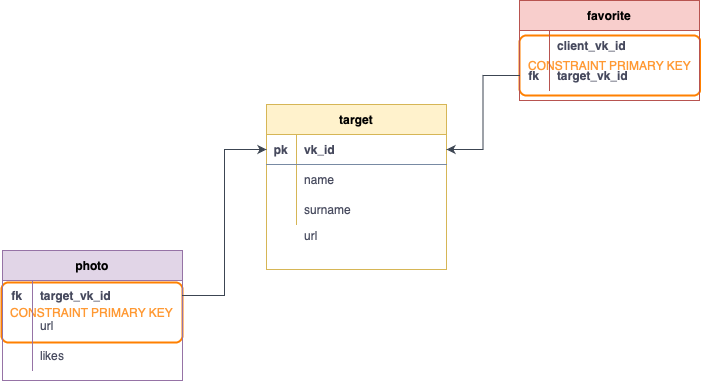 favorite
client_vk_id
CONSTRAINT PRIMARY KEY
fk target_vk_id
target
pk vk_id
name
surname
url
photo
fk target_vk_id
CONSTRAINT PRIMARY KEY
url
likes